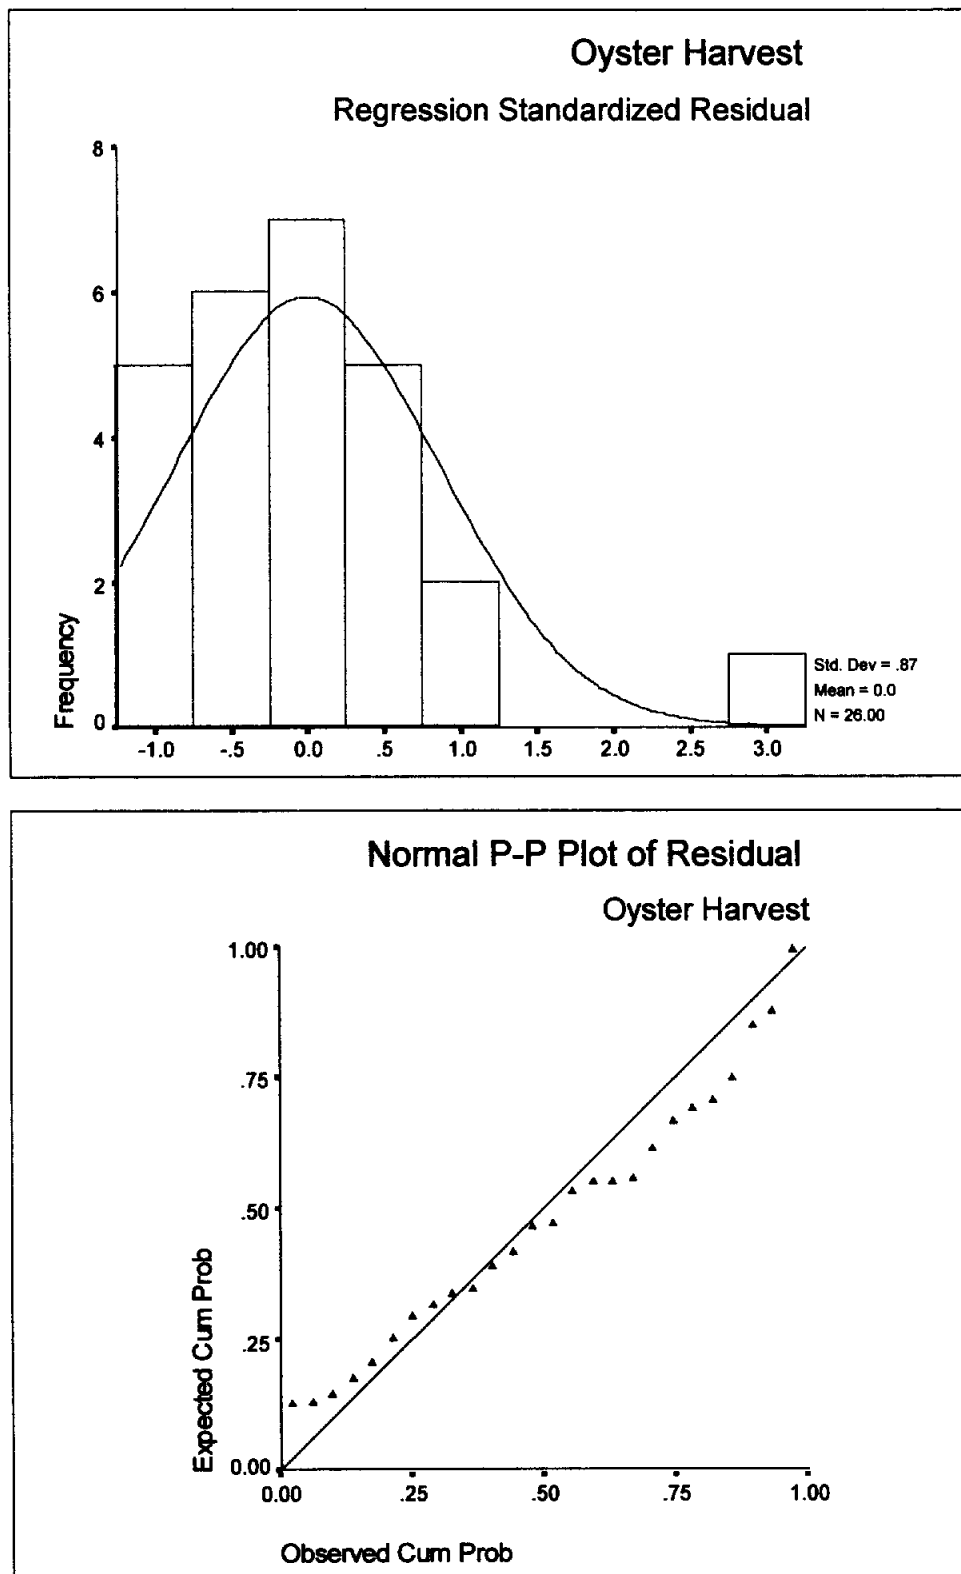 Oyster Harvest
Regression Standardized Residual
8
6
4
2
0
Frequency
-1.0 -.5 0.0 .5 1.0 1.5 2.0 2.5 3.0
Std. Dev = .87
Mean = 0.0
N = 26.00
Normal P-P Plot of Residual
Oyster Harvest
1.00
.75
.50
.25
0.00
Expected Cum Prob
0.00 .25 .50 .75 1.00
Observed Cum Prob